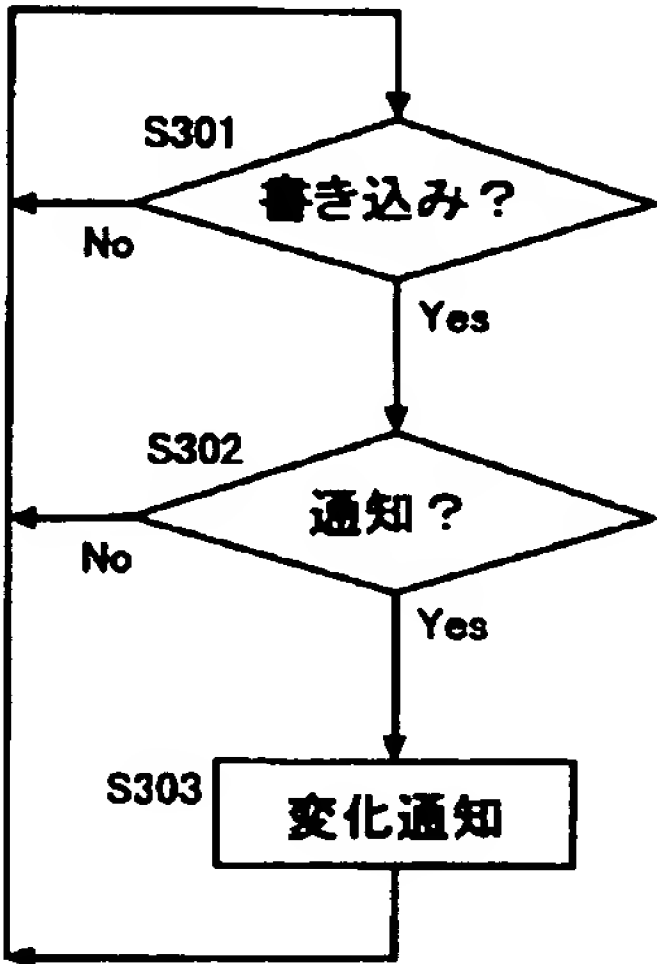 S301
書き込み？
No
Yes
S302
通知？
No
Yes
S303
変化通知